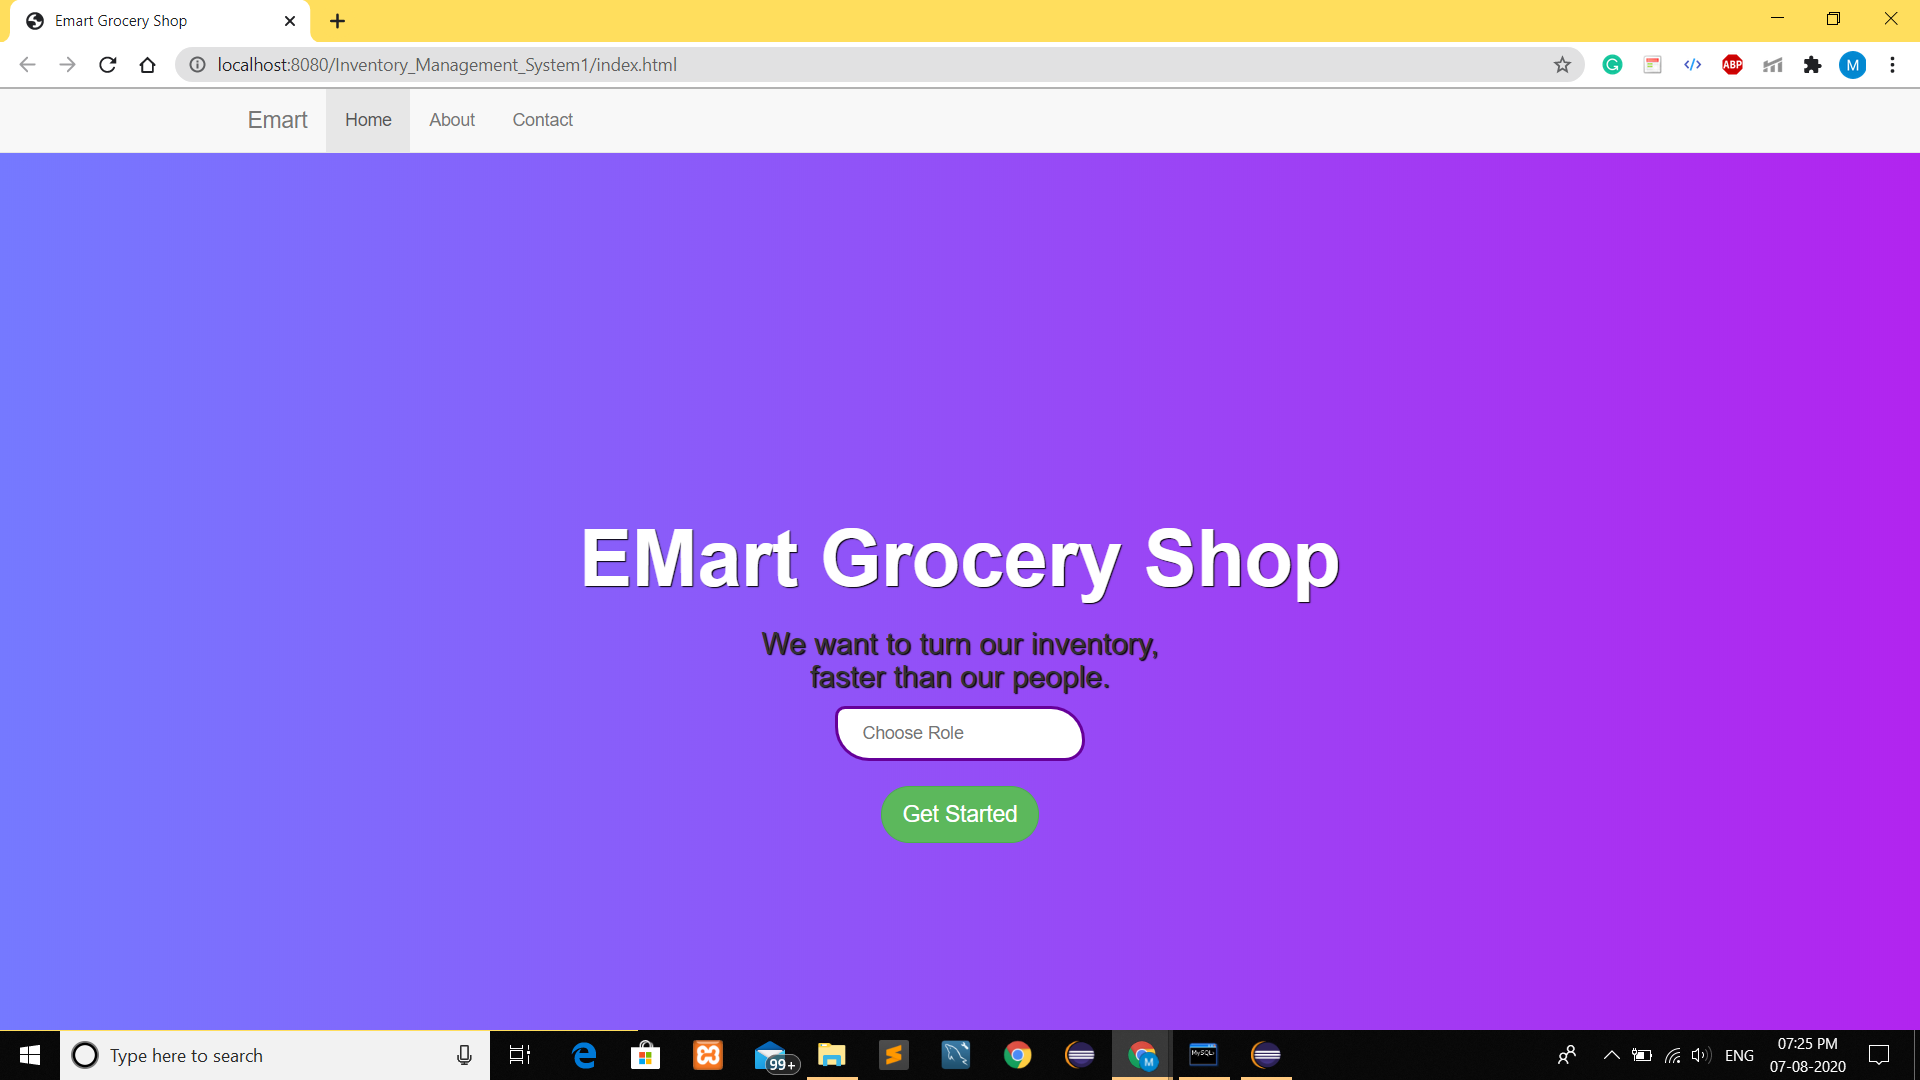 Emart Grocery Shop
localhost:8080/Inventory_Management_System1/index.html
ABP
M
Emart Home About Contact
EMart Grocery Shop
We want to turn our inventory,
faster than our people.
Choose Role
Get Started
Type here to search
99+
M
MySQL
ENG
07:25 PM
07-08-2020